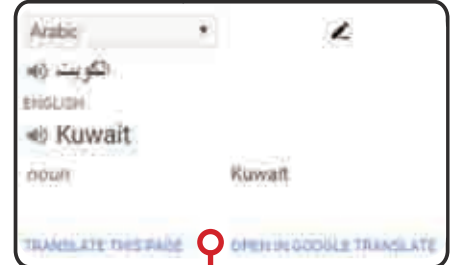 Arabic
الكويت
ENGLISH
Kuwait
noun Kuwait
TRANSLATE THIS PAGE OPEN IN GOOGLE TRANSLATE